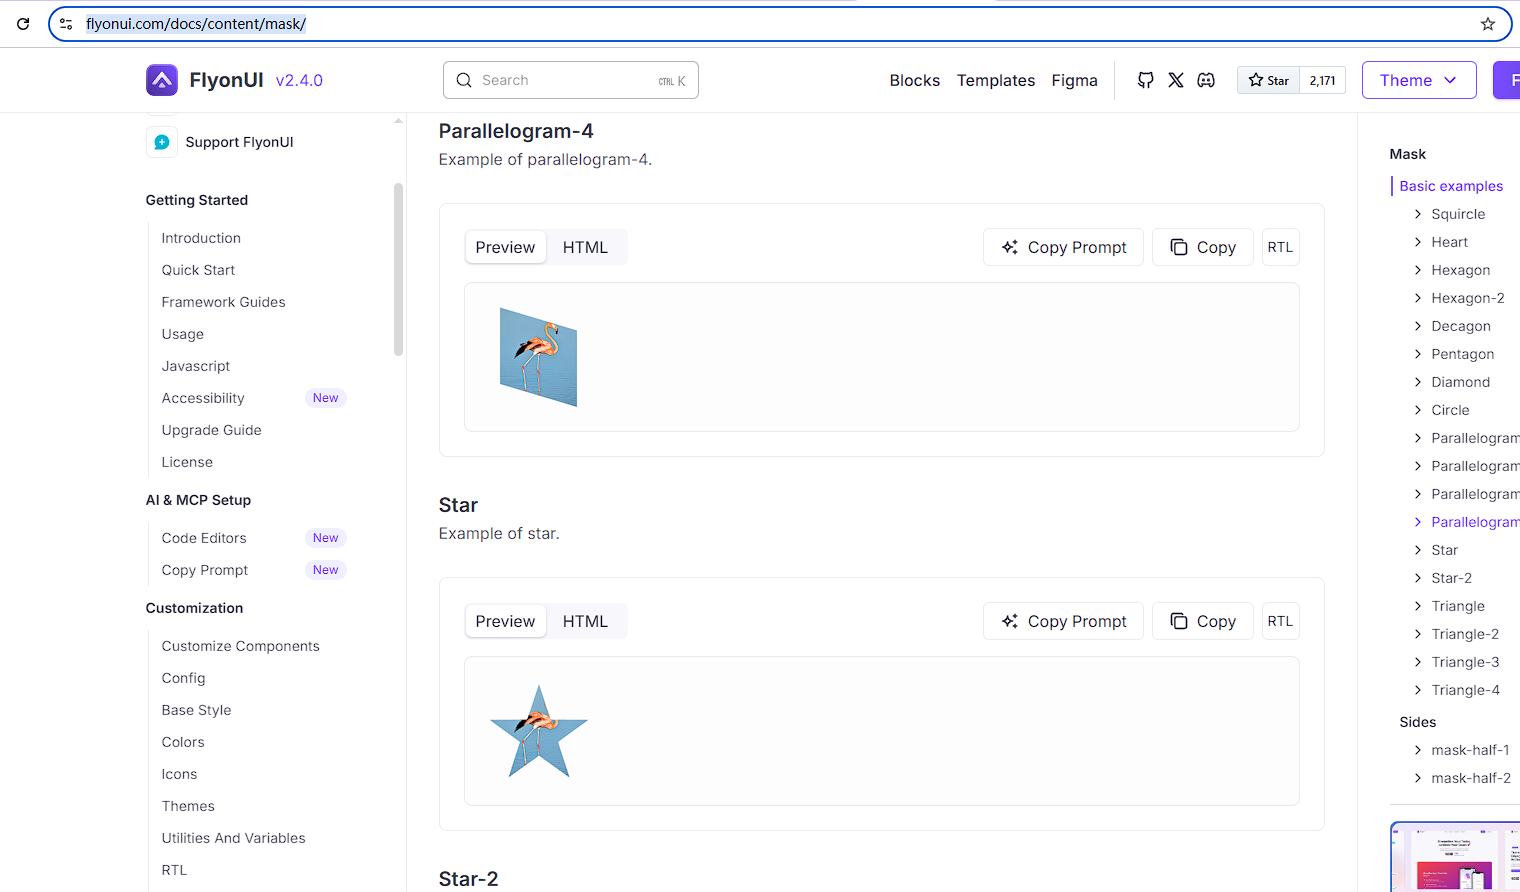 flyonui.com/docs/content/mask/
FlyonUI v2.4.0
Search
CTRL K
Blocks
Templates
Figma
Star
2,171
Theme
Support FlyonUI
Getting Started
Introduction
Quick Start
Framework Guides
Usage
Javascript
Accessibility New
Upgrade Guide
License
AI & MCP Setup
Code Editors New
Copy Prompt New
Customization
Customize Components
Config
Base Style
Colors
Icons
Themes
Utilities And Variables
RTL
Parallelogram-4
Example of parallelogram-4.
Preview HTML Copy Prompt Copy RTL
Star
Example of star.
Preview HTML Copy Prompt Copy RTL
Star-2
Mask
Basic examples
Squircle
Heart
Hexagon
Hexagon-2
Decagon
Pentagon
Diamond
Circle
Parallelogram
Parallelogram
Parallelogram
Parallelogram
Star
Star-2
Triangle
Triangle-2
Triangle-3
Triangle-4
Sides
mask-half-1
mask-half-2